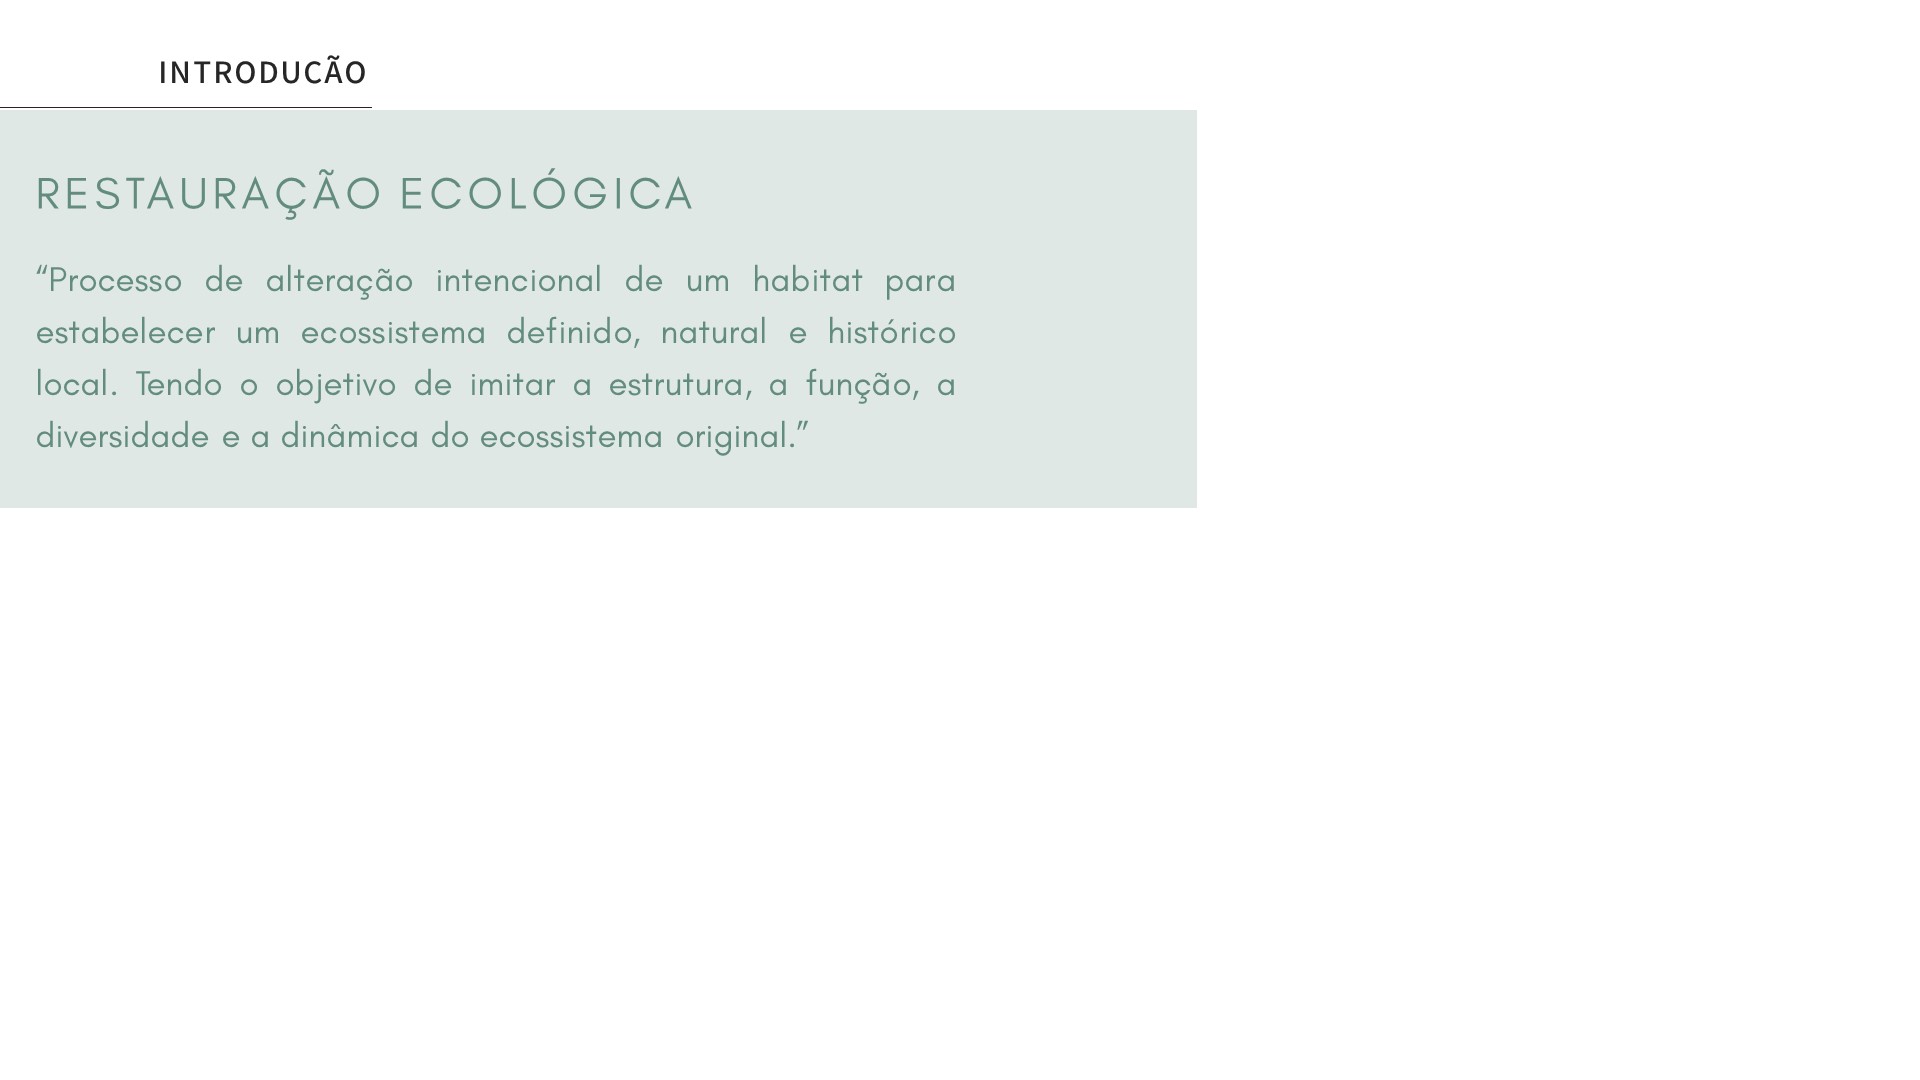 INTRODUCÃO
RESTAURAÇÃO ECOLÓGICA
“Processo de alteração intencional de um habitat para
estabelecer um ecossistema definido, natural e histórico
local. Tendo o objetivo de imitar a estrutura, a função, a
diversidade e a dinâmica do ecossistema original.”